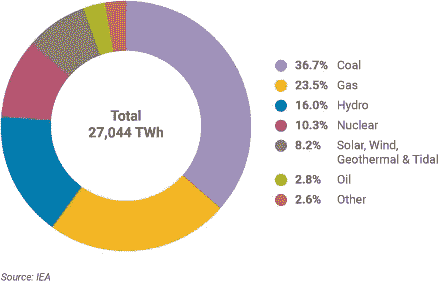 Total
27,044 TWh
36.7% Coal
23.5% Gas
16.0% Hydro
10.3% Nuclear
8.2% Solar, Wind,
Geothermal & Tidal
2.8% Oil
2.6% Other
Source: IEA